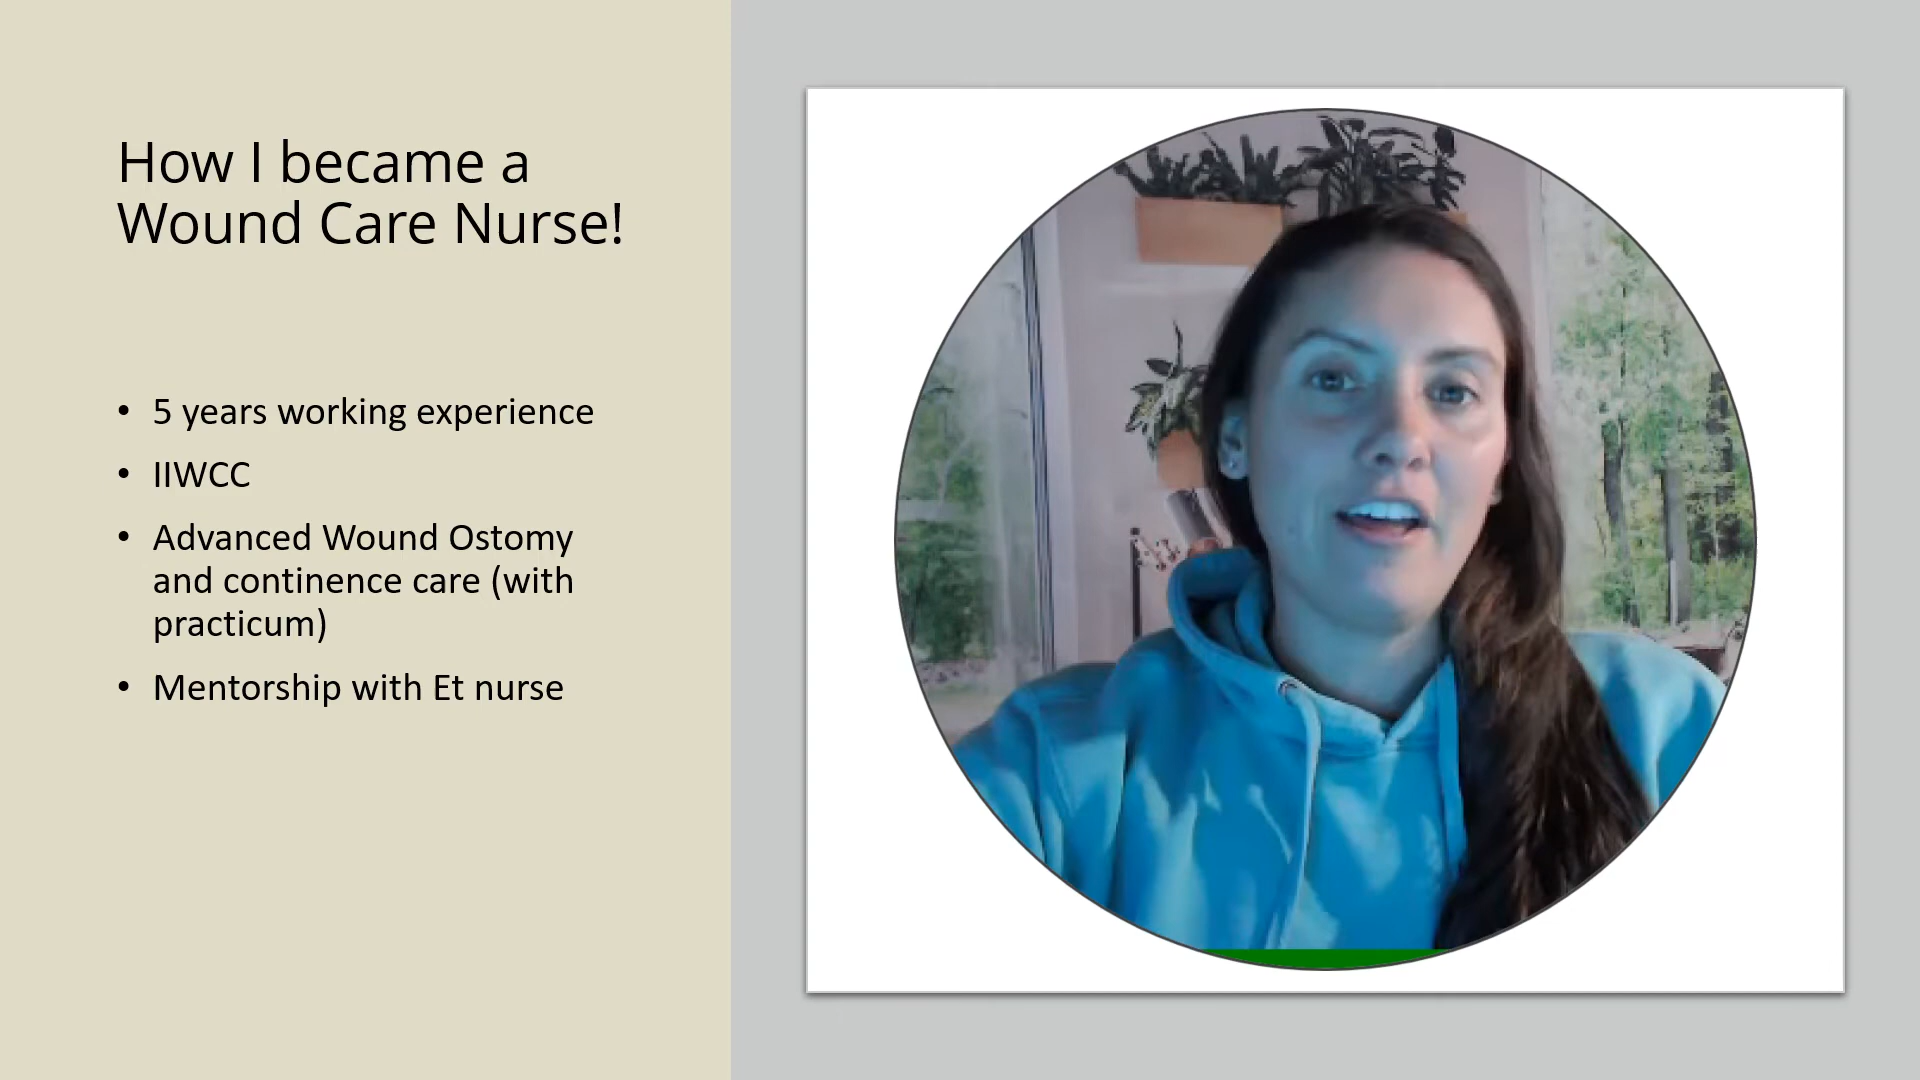 How I became a
Wound Care Nurse!
• 5 years working experience
• IIWCC
• Advanced Wound Ostomy
and continence care (with
practicum)
• Mentorship with Et nurse